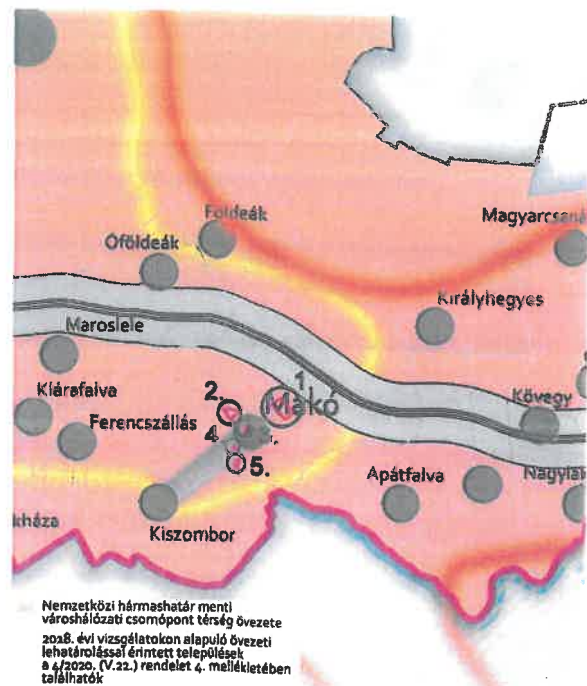 Földeák
Magyarcsaná
Óföldeák
Királyhegyes
Maroslele
1.
Makó
Klárafalva
2.
Kövegy
Ferencszállás
4
5.
Apátfalva
Nagylak
kháza
Kiszombor
Nemzetközi hármashatár menti
városhálózati csomópont térség övezete
2018. évi vizsgálatokon alapuló övezeti
lehatárolással érintett települések
a 4/2020. (V.22.) rendelet 4. mellékletében
találhatók